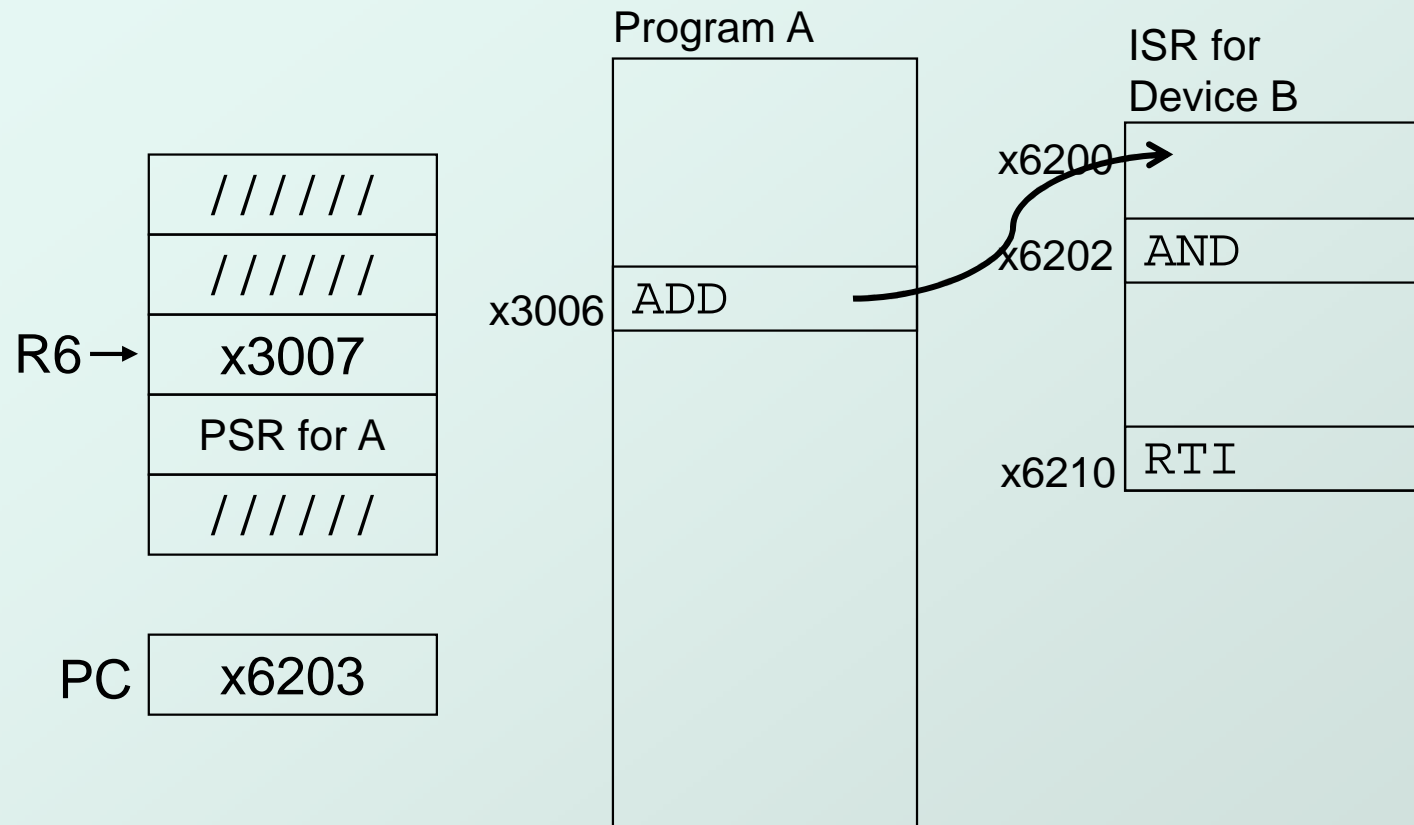 Program A
ISR for
Device B
x6200
x6202 AND
x3006 ADD
x6210 RTI
//////
//////
R6 x3007
PSR for A
//////
PC x6203